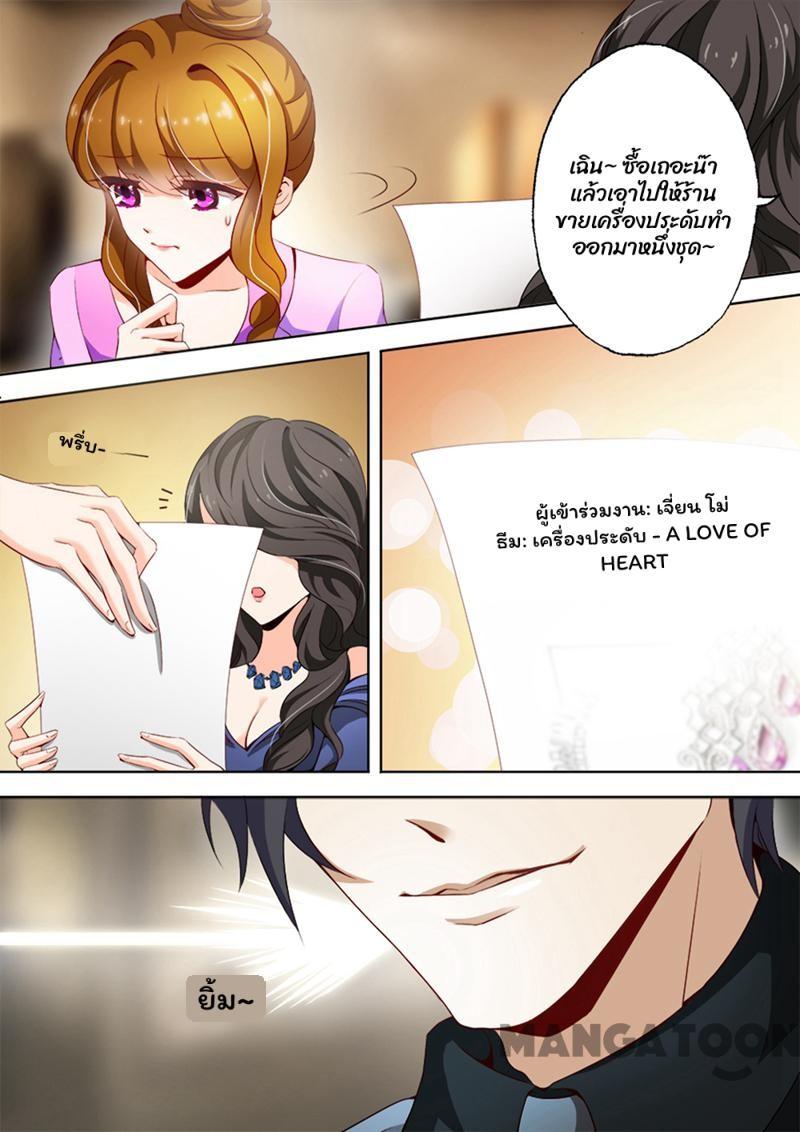 เฉิน~ ซื้อเถอะน๊า
แล้วเอาไปให้ร้าน
ขายเครื่องประดับทำ
ออกมาหนึ่งชุด~
พรึ่บ~
ผู้เข้าร่วมงาน: เจี่ยน โม่
ธีม: เครื่องประดับ - A LOVE OF
HEART
ยิ้ม~
MANGATOON